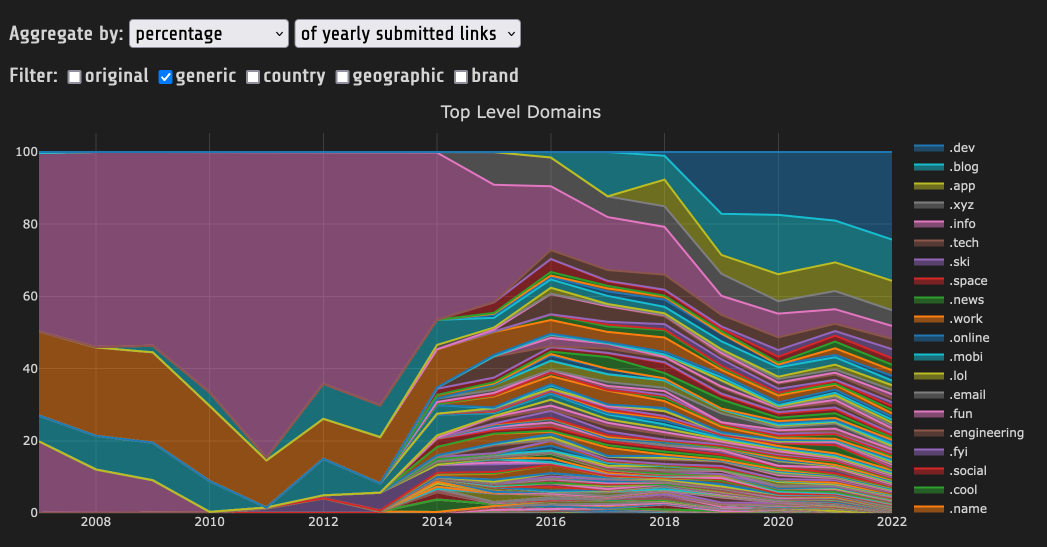 Aggregate by: percentage of yearly submitted links
Filter: original generic country geographic brand
Top Level Domains
100
80
60
40
20
0
2008 2010 2012 2014 2016 2018 2020 2022
.dev
.blog
.app
.xyz
.info
.tech
.ski
.space
.news
.work
.online
.mobi
.lol
.email
.fun
.engineering
.fyi
.social
.cool
.name